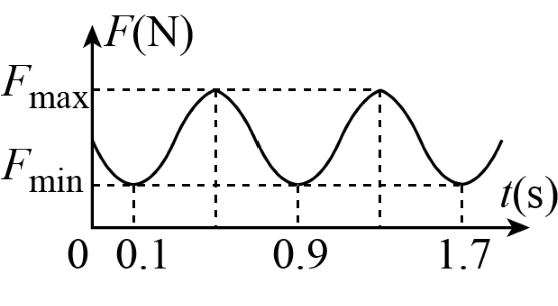 F(N)
F_max
F_min
t(s)
0 0.1 0.9 1.7